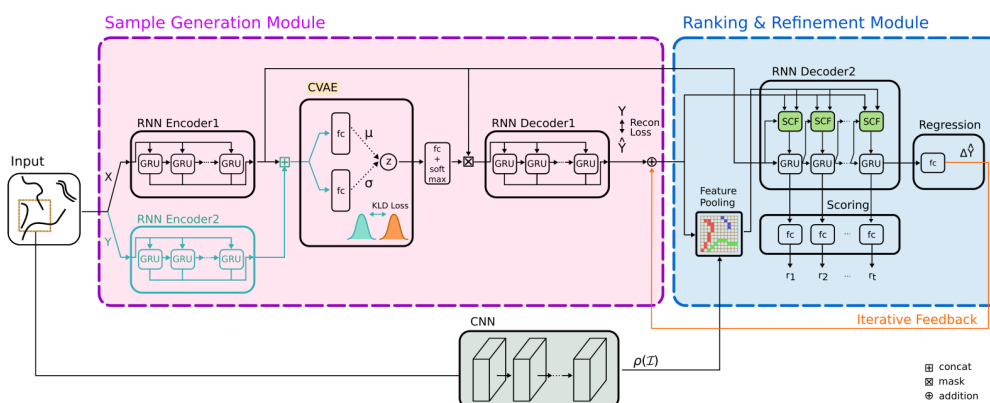 Sample Generation Module
Ranking & Refinement Module
Input
X
Y
RNN Encoder1
GRU GRU GRU
RNN Encoder2
GRU GRU GRU
CVAE
fc
μ
z
fc
σ
KLD Loss
fc
+
soft
max
RNN Decoder1
GRU GRU GRU
Y
Recon
Loss
Ŷ
Feature
Pooling
RNN Decoder2
SCF SCF SCF
GRU GRU GRU
Regression
fc
ΔŶ
Scoring
fc fc ... fc
r1 r2 ... rt
Iterative Feedback
CNN
ρ(I)
concat
mask
addition